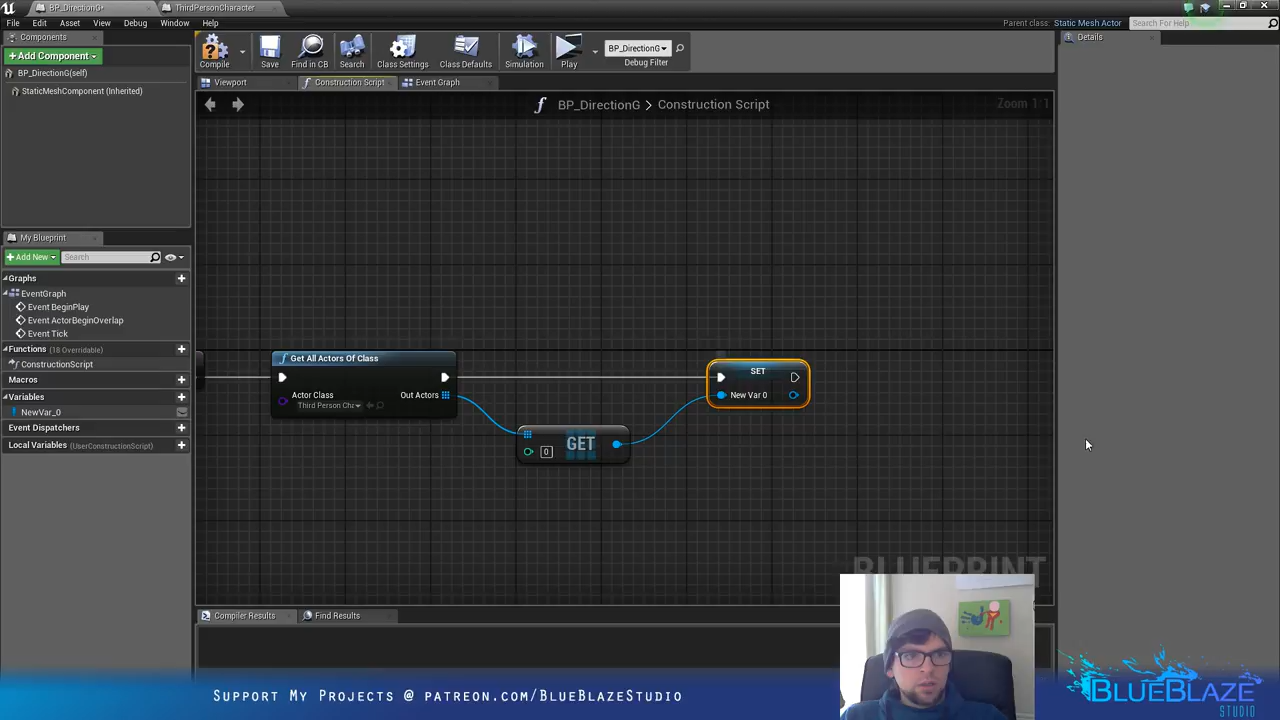 BP_DirectionG*
ThirdPersonCharacter
File Edit Asset View Debug Window Help
Parent class: Static Mesh Actor
Search For Help
Components
Details
+Add Component
BP_DirectionG(self)
StaticMeshComponent (Inherited)
Compile
Save
Find in CB
Search
Class Settings
Class Defaults
Simulation
Play
BP_DirectionG
Debug Filter
Viewport
Construction Script
Event Graph
BP_DirectionG > Construction Script
Zoom 1:1
My Blueprint
+Add New
Search
Graphs
EventGraph
Event BeginPlay
Event ActorBeginOverlap
Event Tick
Functions (18 Overridable)
ConstructionScript
Macros
Variables
NewVar_0
Event Dispatchers
Local Variables (UserConstructionScript)
Get All Actors Of Class
Actor Class
Third Person Cha
Out Actors
0
GET
SET
New Var 0
BLUEPRINT
Compiler Results
Find Results
Support My Projects @ patreon.com/BlueBlazeStudio
BlueBlaze
Studio